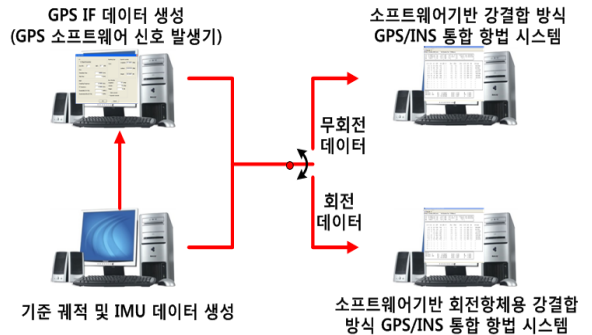 GPS IF 데이터 생성
(GPS 소프트웨어 신호 발생기)
소프트웨어기반 강결합 방식
GPS/INS 통합 항법 시스템
무회전
데이터
회전
데이터
기준 궤적 및 IMU 데이터 생성
소프트웨어기반 회전항체용 강결합
방식 GPS/INS 통합 항법 시스템